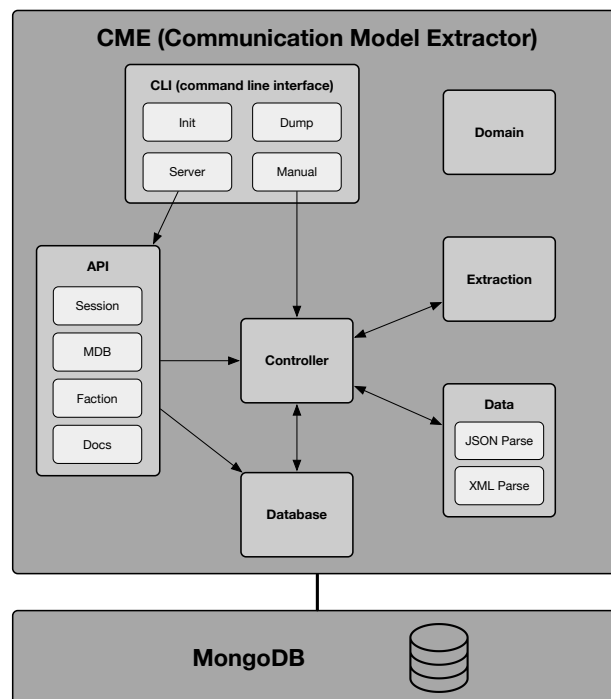 CME (Communication Model Extractor)
CLI (command line interface)
Init
Dump
Server
Manual
Domain
API
Session
MDB
Faction
Docs
Extraction
Controller
Data
JSON Parse
XML Parse
Database
MongoDB